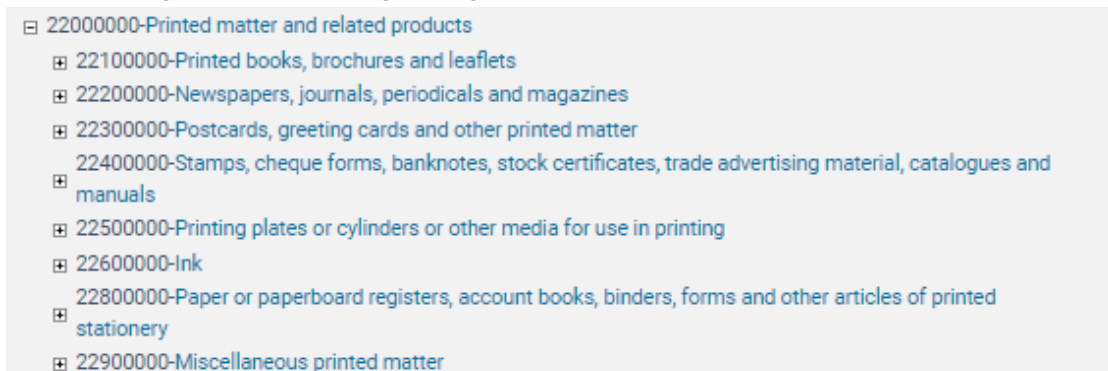 22000000-Printed matter and related products
22100000-Printed books, brochures and leaflets
22200000-Newspapers, journals, periodicals and magazines
22300000-Postcards, greeting cards and other printed matter
22400000-Stamps, cheque forms, banknotes, stock certificates, trade advertising material, catalogues and
manuals
22500000-Printing plates or cylinders or other media for use in printing
22600000-Ink
22800000-Paper or paperboard registers, account books, binders, forms and other articles of printed
stationery
22900000-Miscellaneous printed matter